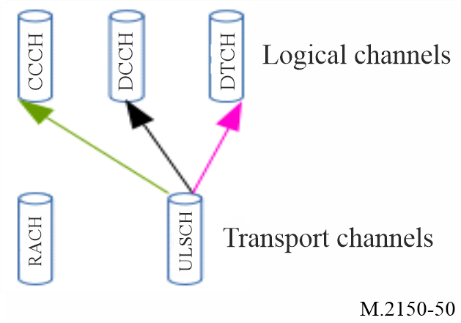 CCCH
DCCH
DTCH
Logical channels
RACH
ULSCH
Transport channels
M.2150-50